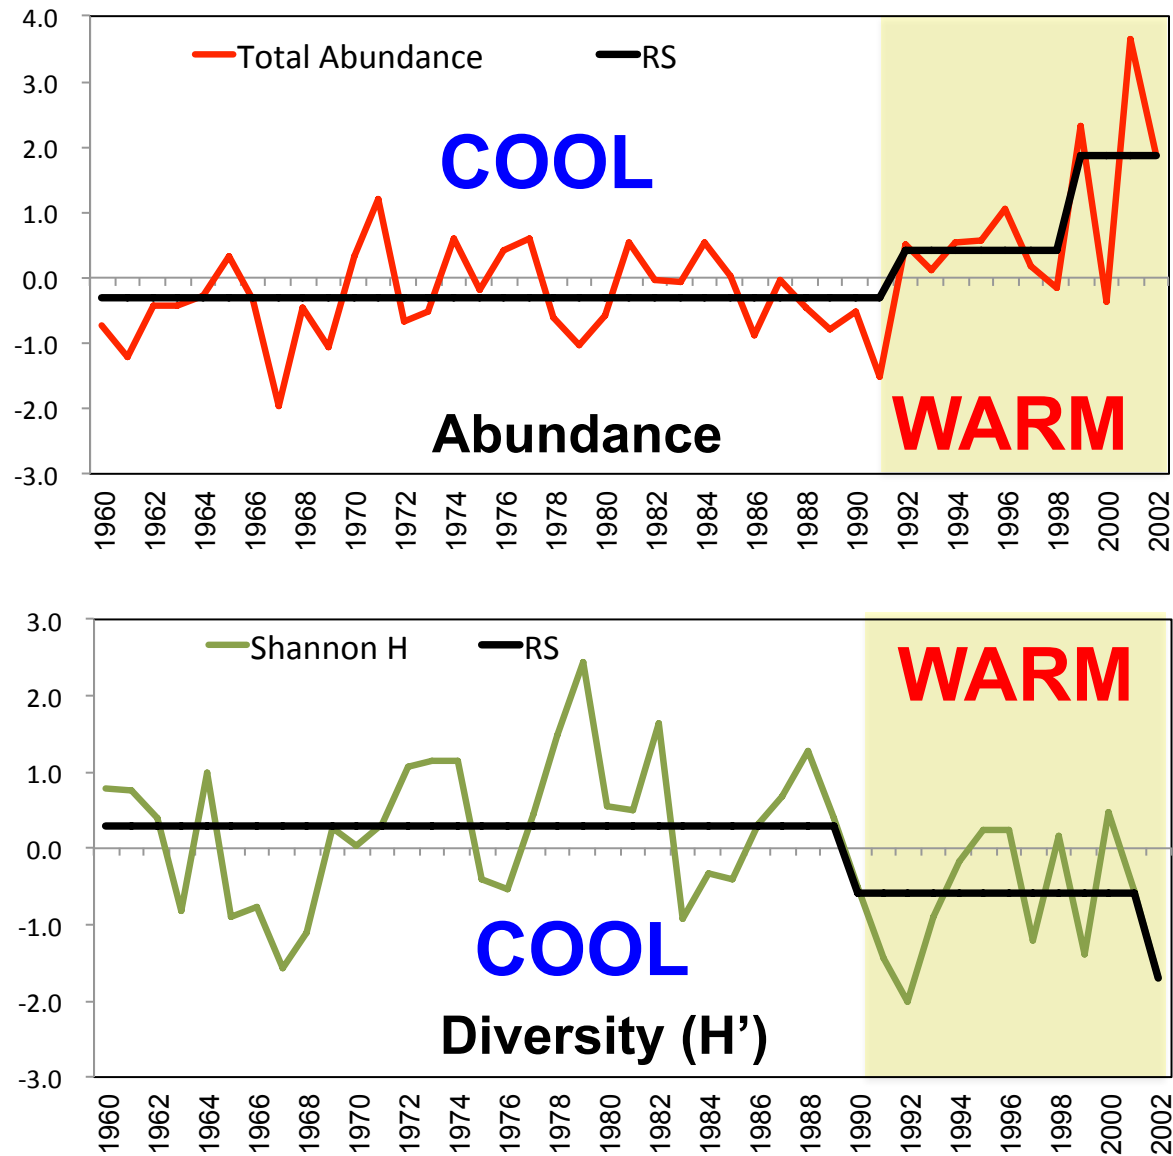 4.0
Total Abundance RS
3.0
2.0
COOL
1.0
0.0
-1.0
-2.0
Abundance WARM
-3.0
1960 1962 1964 1966 1968 1970 1972 1974 1976 1978 1980 1982 1984 1986 1988 1990 1992 1994 1996 1998 2000 2002
3.0
Shannon H RS WARM
2.0
1.0
0.0
-1.0
COOL
-2.0
Diversity (H’)
-3.0
1960 1962 1964 1966 1968 1970 1972 1974 1976 1978 1980 1982 1984 1986 1988 1990 1992 1994 1996 1998 2000 2002